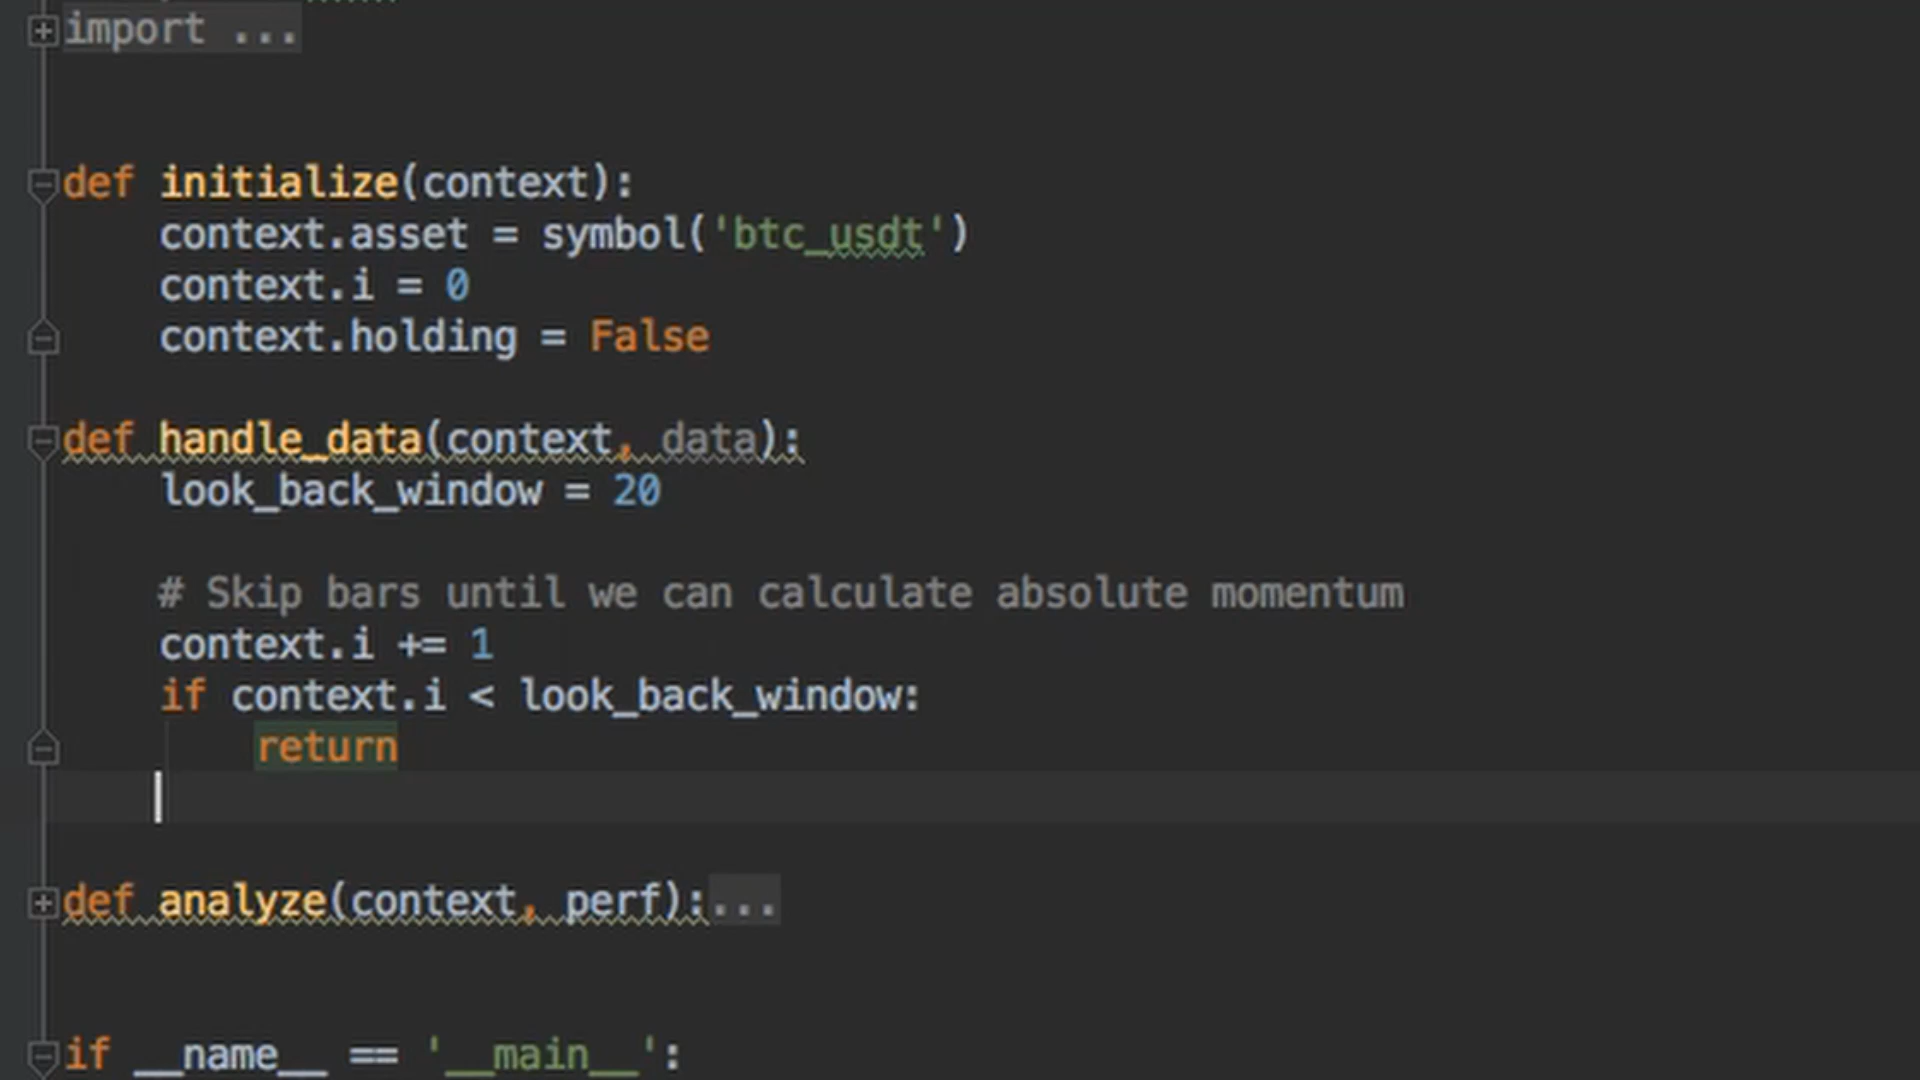 import ...
def initialize(context):
    context.asset = symbol('btc_usdt')
    context.i = 0
    context.holding = False
def handle_data(context, data):
    look_back_window = 20
    # Skip bars until we can calculate absolute momentum
    context.i += 1
    if context.i < look_back_window:
        return
def analyze(context, perf):...
if __name__ == '__main__':